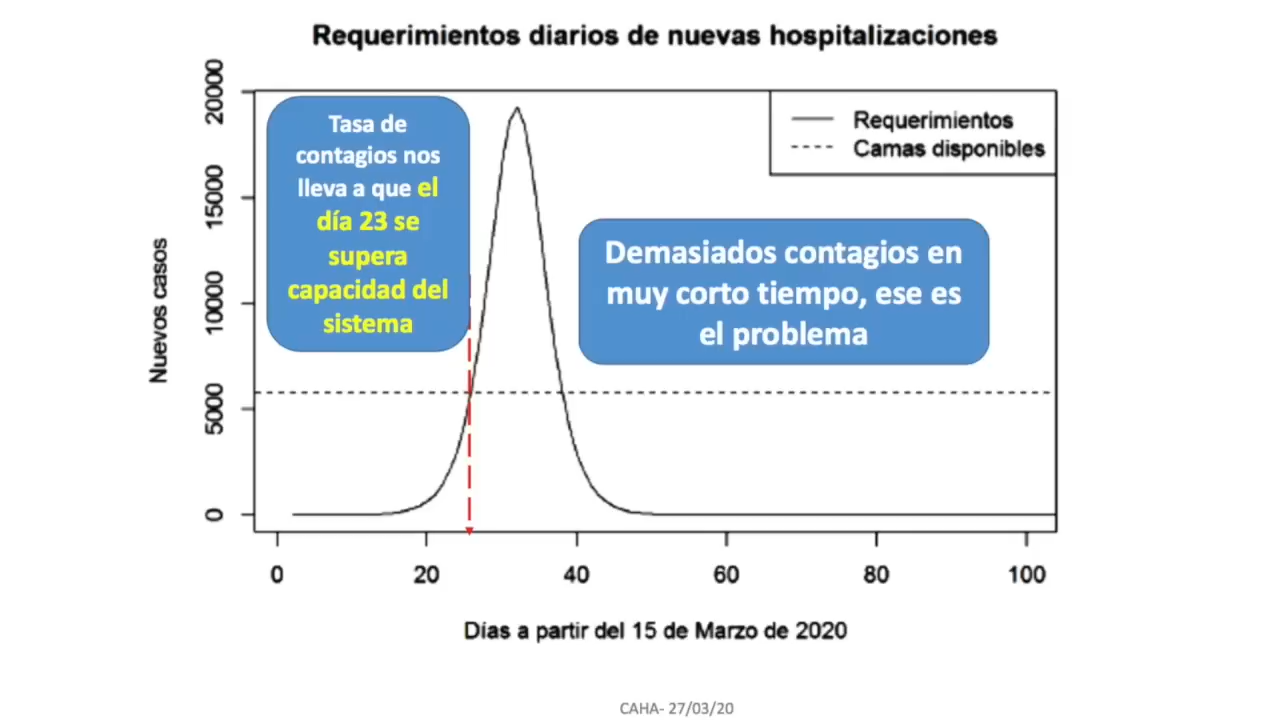 Requerimientos diarios de nuevas hospitalizaciones
Tasa de
contagios nos
lleva a que el
día 23 se
supera
capacidad del
sistema
Requerimientos
Camas disponibles
Demasiados contagios en
muy corto tiempo, ese es
el problema
Nuevos casos
20000
15000
10000
5000
0
0 20 40 60 80 100
Días a partir del 15 de Marzo de 2020
CAHA- 27/03/20